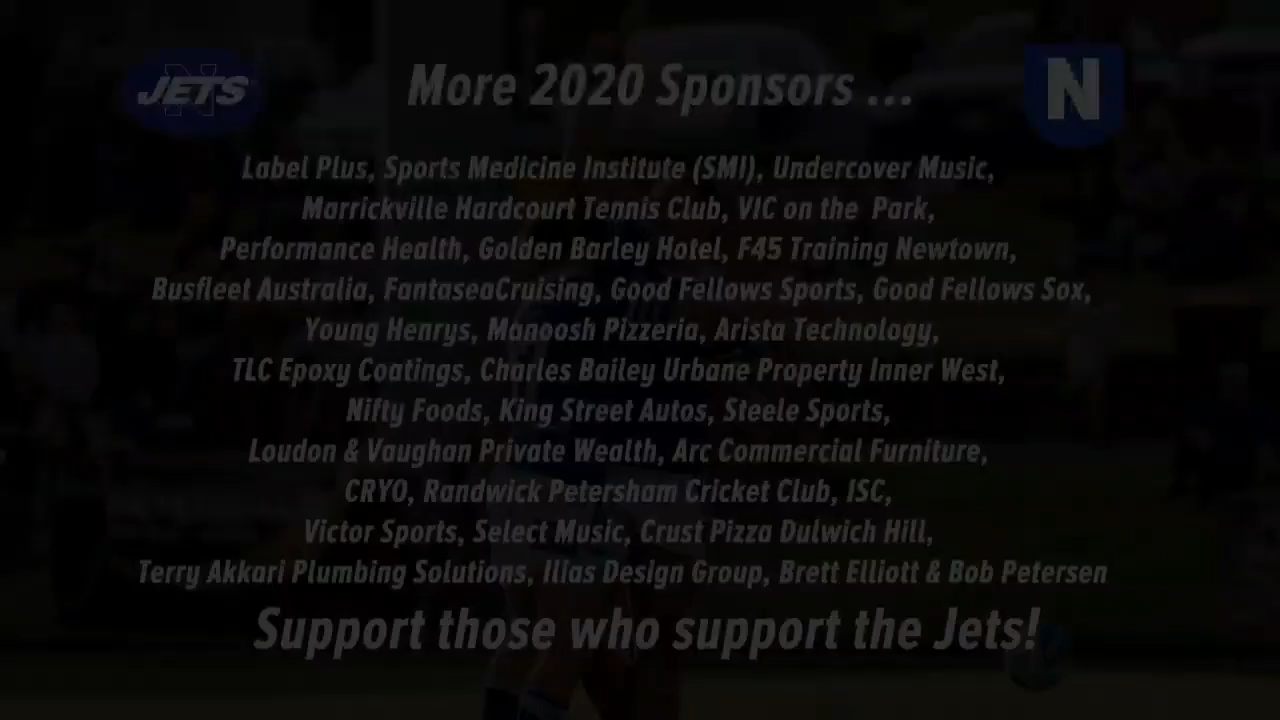 JETS
N
More 2020 Sponsors ...
Label Plus, Sports Medicine Institute (SMI), Undercover Music,
Marrickville Hardcourt Tennis Club, VIC on the Park,
Performance Health, Golden Barley Hotel, F45 Training Newtown,
Busfleet Australia, FantaseaCruising, Good Fellows Sports, Good Fellows Sox,
Young Henrys, Manoosh Pizzeria, Arista Technology,
TLC Epoxy Coatings, Charles Bailey Urbane Property Inner West,
Nifty Foods, King Street Autos, Steele Sports,
Loudon & Vaughan Private Wealth, Arc Commercial Furniture,
CRYO, Randwick Petersham Cricket Club, ISC,
Victor Sports, Select Music, Crust Pizza Dulwich Hill,
Terry Akkari Plumbing Solutions, Illas Design Group, Brett Elliott & Bob Petersen
Support those who support the Jets!